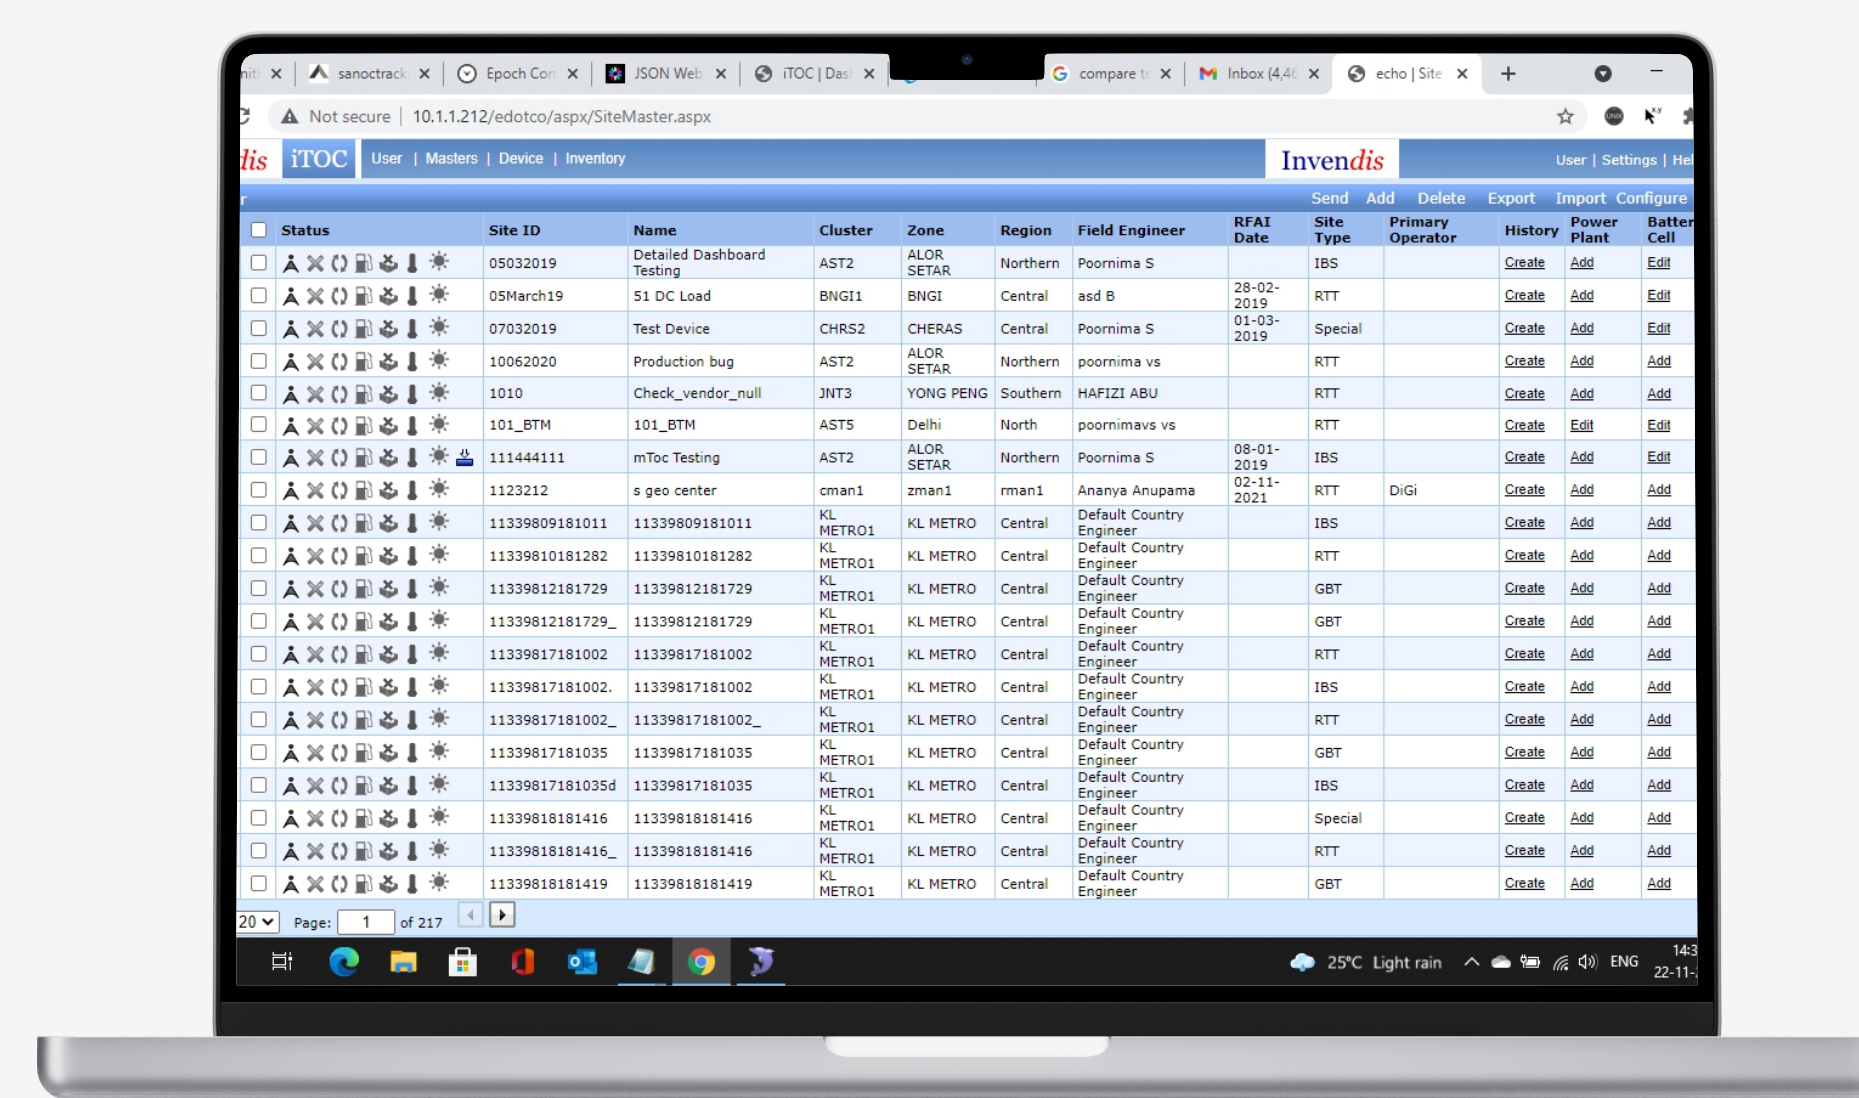 sanoctrack
Epoch Con
JSON Web
iTOC | Das
compare te
Inbox (4,46
echo | Site
Not secure | 10.1.1.212/edotco/aspx/SiteMaster.aspx
dis iTOC User | Masters | Device | Inventory Invendis User | Settings | Hel
r Send Add Delete Export Import Configure
Status Site ID Name Cluster Zone Region Field Engineer RFAI Date Site Type Primary Operator History Power Plant Batter Cell
05032019 Detailed Dashboard Testing AST2 ALOR SETAR Northern Poornima S IBS Create Add Edit
05March19 51 DC Load BNGI1 BNGI Central asd B 28-02-2019 RTT Create Add Edit
07032019 Test Device CHRS2 CHERAS Central Poornima S 01-03-2019 Special Create Add Edit
10062020 Production bug AST2 ALOR SETAR Northern poornima vs RTT Create Add Add
1010 Check_vendor_null JNT3 YONG PENG Southern HAFIZI ABU RTT Create Add Add
101_BTM 101_BTM AST5 Delhi North poornimavs vs RTT Create Edit Edit
111444111 mToc Testing AST2 ALOR SETAR Northern Poornima S 08-01-2019 IBS Create Add Edit
1123212 s geo center cman1 zman1 rman1 Ananya Anupama 02-11-2021 RTT DiGi Create Add Add
11339809181011 11339809181011 KL METRO1 KL METRO Central Default Country Engineer IBS Create Add Add
11339810181282 11339810181282 KL METRO1 KL METRO Central Default Country Engineer RTT Create Add Add
11339812181729 11339812181729 KL METRO1 KL METRO Central Default Country Engineer GBT Create Add Add
11339812181729_ 11339812181729 KL METRO1 KL METRO Central Default Country Engineer GBT Create Add Add
11339817181002 11339817181002 KL METRO1 KL METRO Central Default Country Engineer RTT Create Add Add
11339817181002. 11339817181002 KL METRO1 KL METRO Central Default Country Engineer IBS Create Add Add
11339817181002_ 11339817181002_ KL METRO1 KL METRO Central Default Country Engineer RTT Create Add Add
11339817181035 11339817181035 KL METRO1 KL METRO Central Default Country Engineer GBT Create Add Add
11339817181035d 11339817181035 KL METRO1 KL METRO Central Default Country Engineer IBS Create Add Add
11339818181416 11339818181416 KL METRO1 KL METRO Central Default Country Engineer Special Create Add Add
11339818181416_ 11339818181416 KL METRO1 KL METRO Central Default Country Engineer RTT Create Add Add
11339818181419 11339818181419 KL METRO1 KL METRO Central Default Country Engineer GBT Create Add Add
20 Page: 1 of 217
25°C Light rain ENG 14:3
22-11-